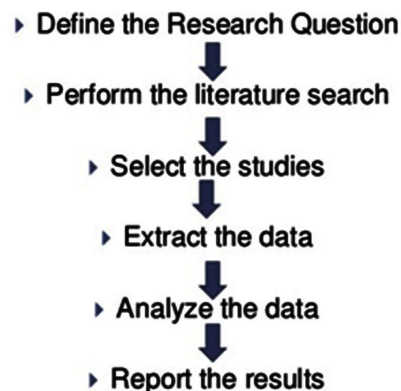 Define the Research Question
Perform the literature search
Select the studies
Extract the data
Analyze the data
Report the results